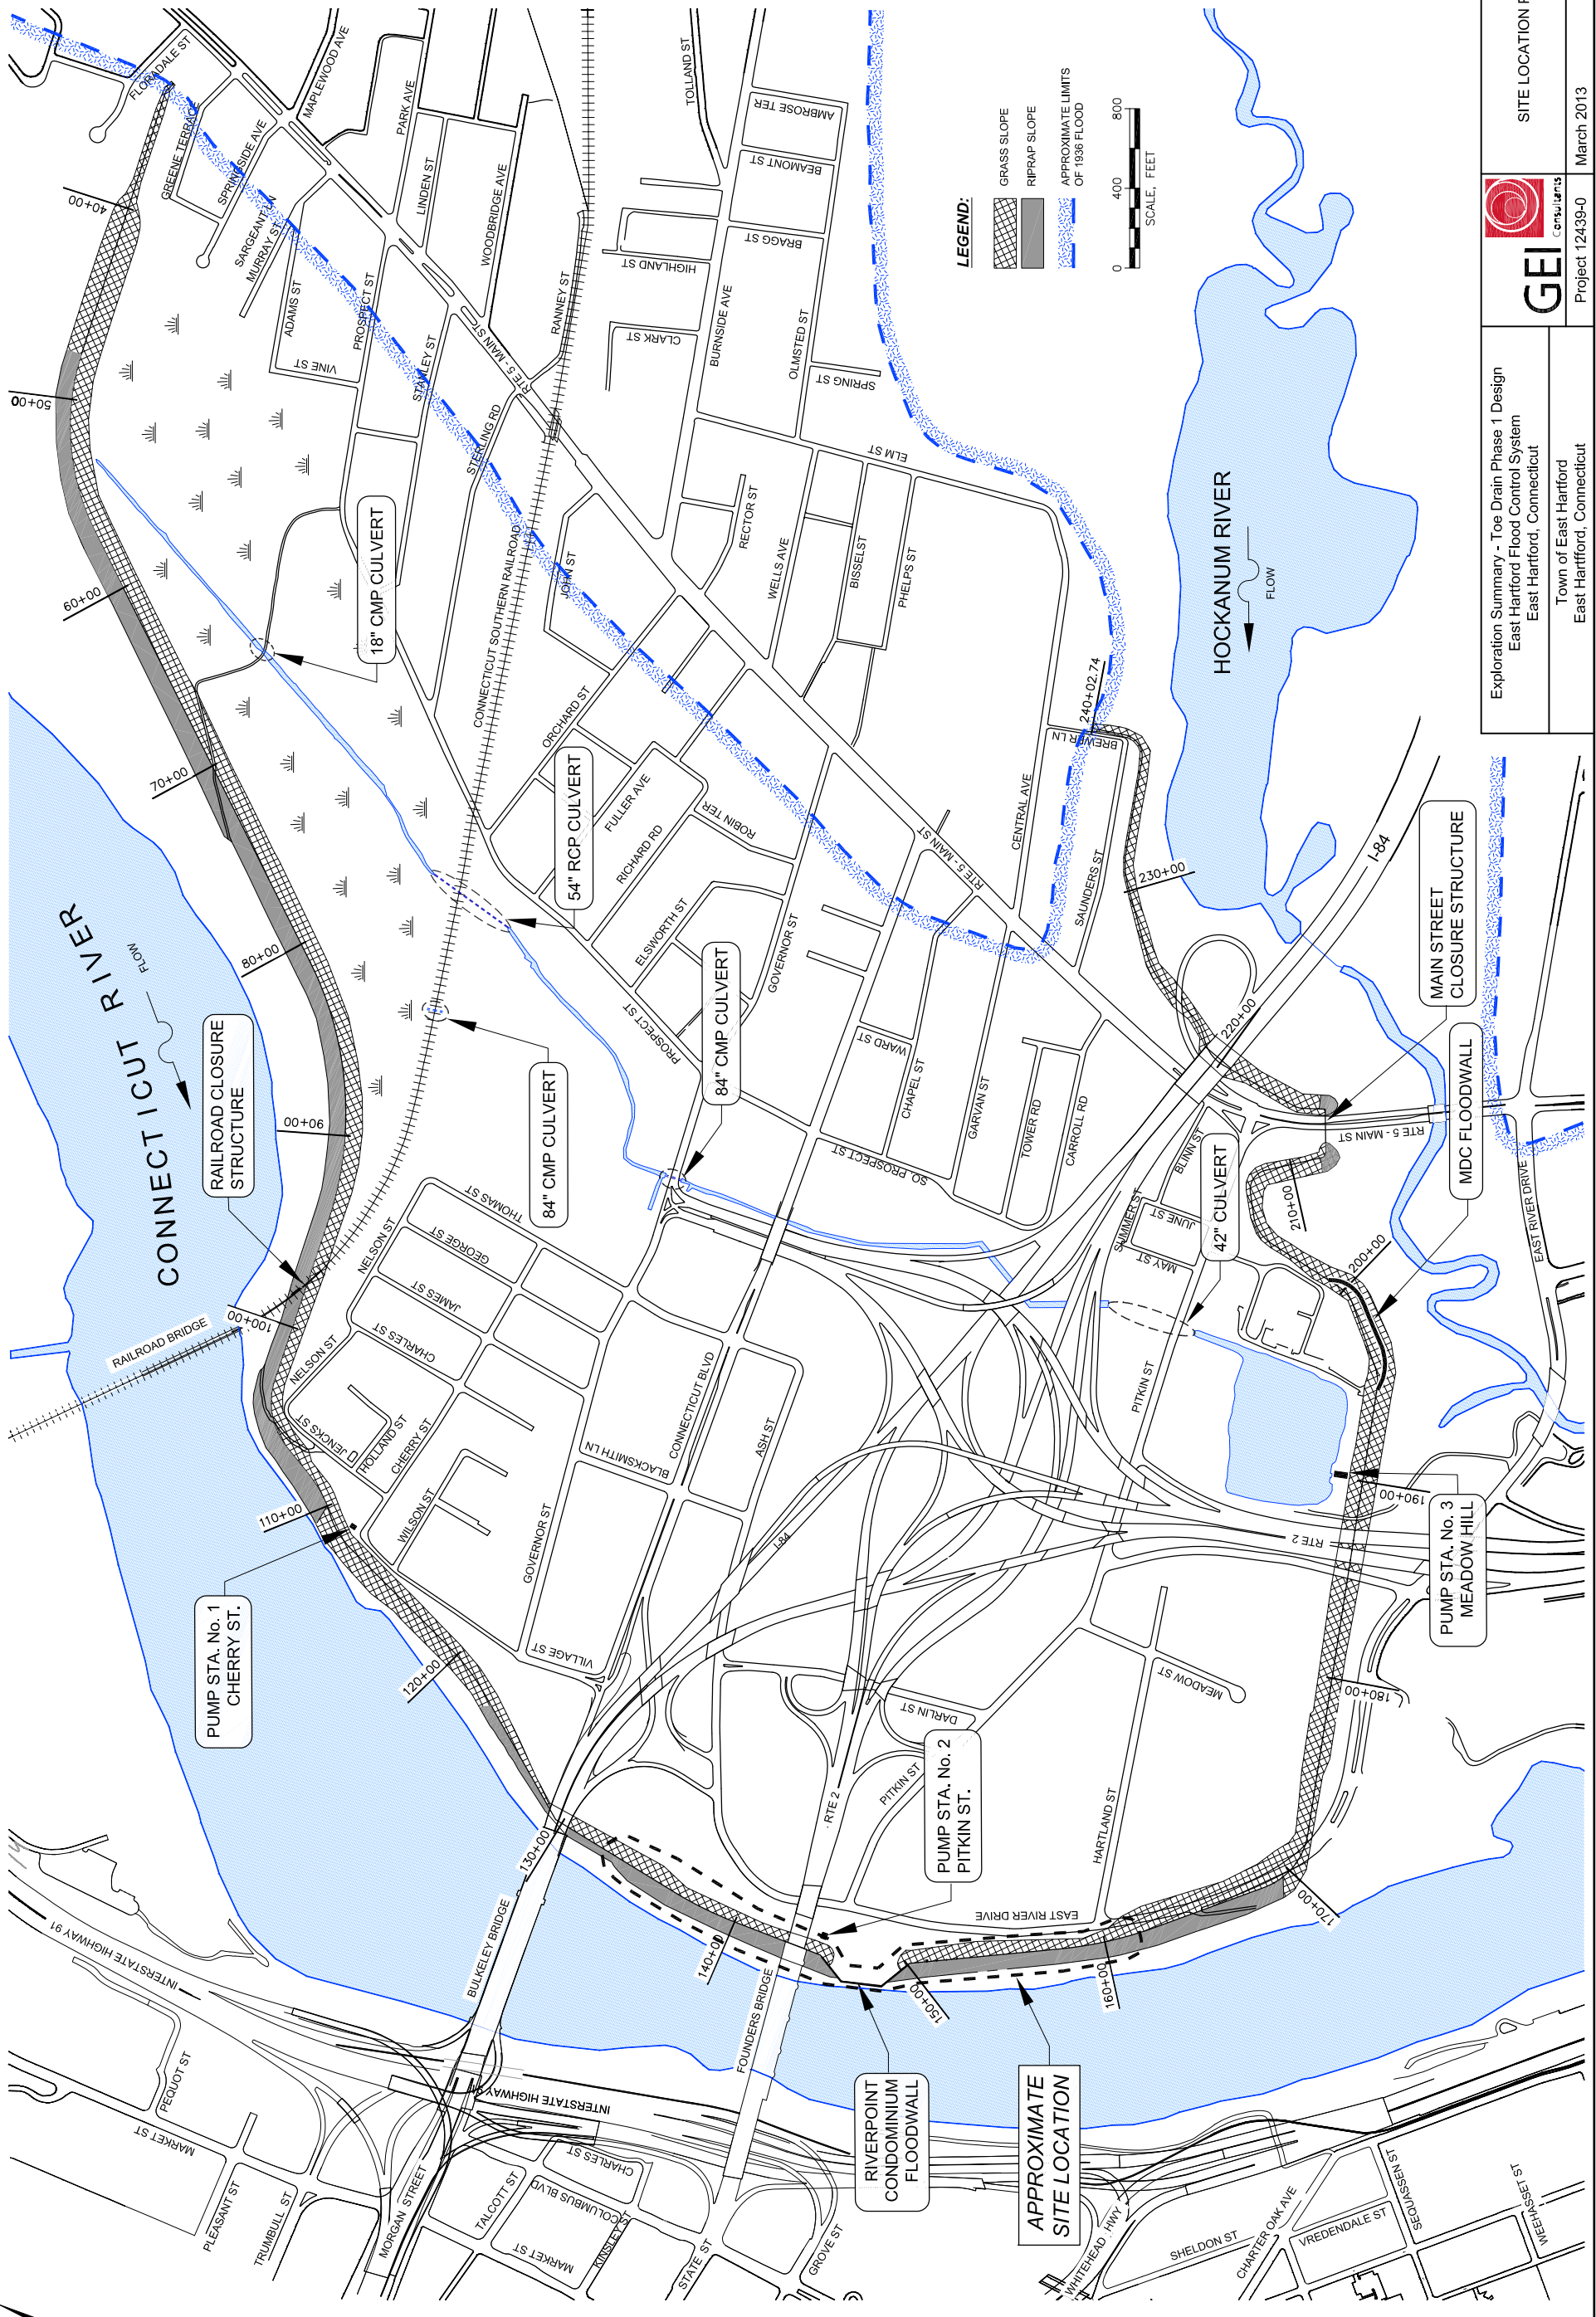 CONNECTICUT RIVER
FLOW
HOCKANUM RIVER
FLOW
LEGEND:
GRASS SLOPE
RIPRAP SLOPE
APPROXIMATE LIMITS
OF 1936 FLOOD
0
400
800
SCALE, FEET
RAILROAD CLOSURE
STRUCTURE
RAILROAD BRIDGE
PUMP STA. No. 1
CHERRY ST.
PUMP STA. No. 2
PITKIN ST.
PUMP STA. No. 3
MEADOW HILL
18" CMP CULVERT
54" RCP CULVERT
84" CMP CULVERT
84" CMP CULVERT
42" CULVERT
MAIN STREET
CLOSURE STRUCTURE
MDC FLOODWALL
RIVERPOINT
CONDOMINIUM
FLOODWALL
APPROXIMATE
SITE LOCATION
40+00
50+00
60+00
70+00
80+00
90+00
100+00
110+00
120+00
130+00
140+00
150+00
160+00
170+00
180+00
190+00
200+00
210+00
220+00
230+00
240+02.74
FLORADALE ST
GREENE TERRACE
SPRINGSIDE AVE
SARGEANT LN
MURRAY ST
ADAMS ST
VINE ST
PROSPECT ST
STANLEY ST
STERLING RD
MAPLEWOOD AVE
PARK AVE
LINDEN ST
WOODBRIDGE AVE
RANNEY ST
RTE 5 - MAIN ST
TOLLAND ST
AMBROSE TER
BEAMONT ST
BRAGG ST
HIGHLAND ST
CLARK ST
BURNSIDE AVE
OLMSTED ST
SPRING ST
ELM ST
CONNECTICUT SOUTHERN RAILROAD
JOHN ST
RECTOR ST
WELLS AVE
BISSEL ST
PHELPS ST
ORCHARD ST
FULLER AVE
RICHARD RD
ROBIN TER
ELSWORTH ST
GOVERNOR ST
PROSPECT ST
RTE 5 - MAIN ST
CENTRAL AVE
BREWER LN
SAUNDERS ST
WARD ST
CHAPEL ST
GARVAN ST
TOWER RD
CARROLL RD
SO PROSPECT ST
I-84
NELSON ST
THOMAS ST
GEORGE ST
JAMES ST
CHARLES ST
NELSON ST
JENCKS ST
HOLLAND ST
CHERRY ST
WILSON ST
GOVERNOR ST
BLACKSMITH LN
CONNECTICUT BLVD
ASH ST
VILLAGE ST
I-84
BLINN ST
SUMMER ST
JUNE ST
MAY ST
PITKIN ST
RTE 5 - MAIN ST
EAST RIVER DRIVE
RTE 2
MEADOW ST
DARLIN ST
PITKIN ST
RTE 2
HARTLAND ST
EAST RIVER DRIVE
BULKELEY BRIDGE
FOUNDERS BRIDGE
INTERSTATE HIGHWAY 91
INTERSTATE HIGHWAY 91
PEQUOT ST
MARKET ST
PLEASANT ST
TRUMBULL ST
MORGAN STREET
TALCOTT ST
COLUMBUS BLVD
CHARLES ST
MARKET ST
KINSLEY ST
STATE ST
GROVE ST
WHITEHEAD HWY
SHELDON ST
CHARTER OAK AVE
VREDENDALE ST
SEQUASSEN ST
WEEHASSET ST
Exploration Summary - Toe Drain Phase 1 Design
East Hartford Flood Control System
East Hartford, Connecticut
Town of East Hartford
East Hartfford, Connecticut
GEI Consultants
Project 12439-0
SITE LOCATION
March 2013